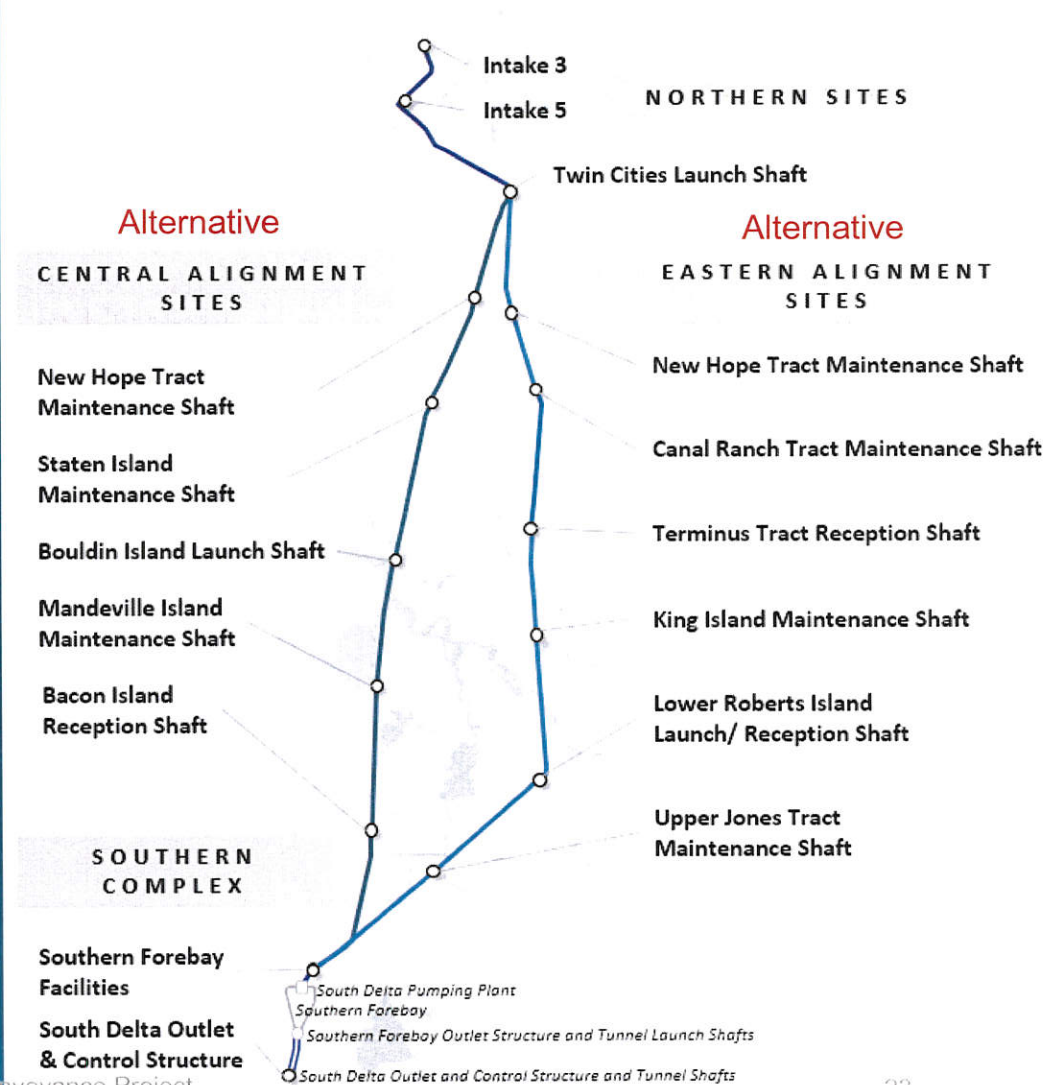 Intake 3
NORTHERN SITES
Intake 5
Twin Cities Launch Shaft
Alternative
CENTRAL ALIGNMENT
SITES
New Hope Tract
Maintenance Shaft
Staten Island
Maintenance Shaft
Bouldin Island Launch Shaft
Mandeville Island
Maintenance Shaft
Bacon Island
Reception Shaft
Alternative
EASTERN ALIGNMENT
SITES
New Hope Tract Maintenance Shaft
Canal Ranch Tract Maintenance Shaft
Terminus Tract Reception Shaft
King Island Maintenance Shaft
Lower Roberts Island
Launch/ Reception Shaft
Upper Jones Tract
Maintenance Shaft
SOUTHERN
COMPLEX
Southern Forebay
Facilities
South Delta Outlet
& Control Structure
South Delta Pumping Plant
Southern Forebay
Southern Forebay Outlet Structure and Tunnel Launch Shafts
South Delta Outlet and Control Structure and Tunnel Shafts
Project